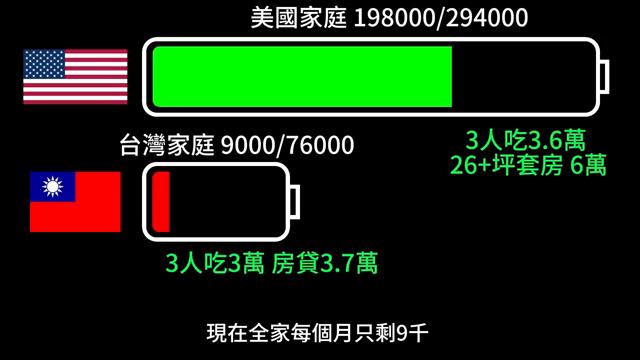 美國家庭 198000/294000
3人吃3.6萬
26+坪套房 6萬
台灣家庭 9000/76000
3人吃3萬 房貸3.7萬
現在全家每個月只剩9千